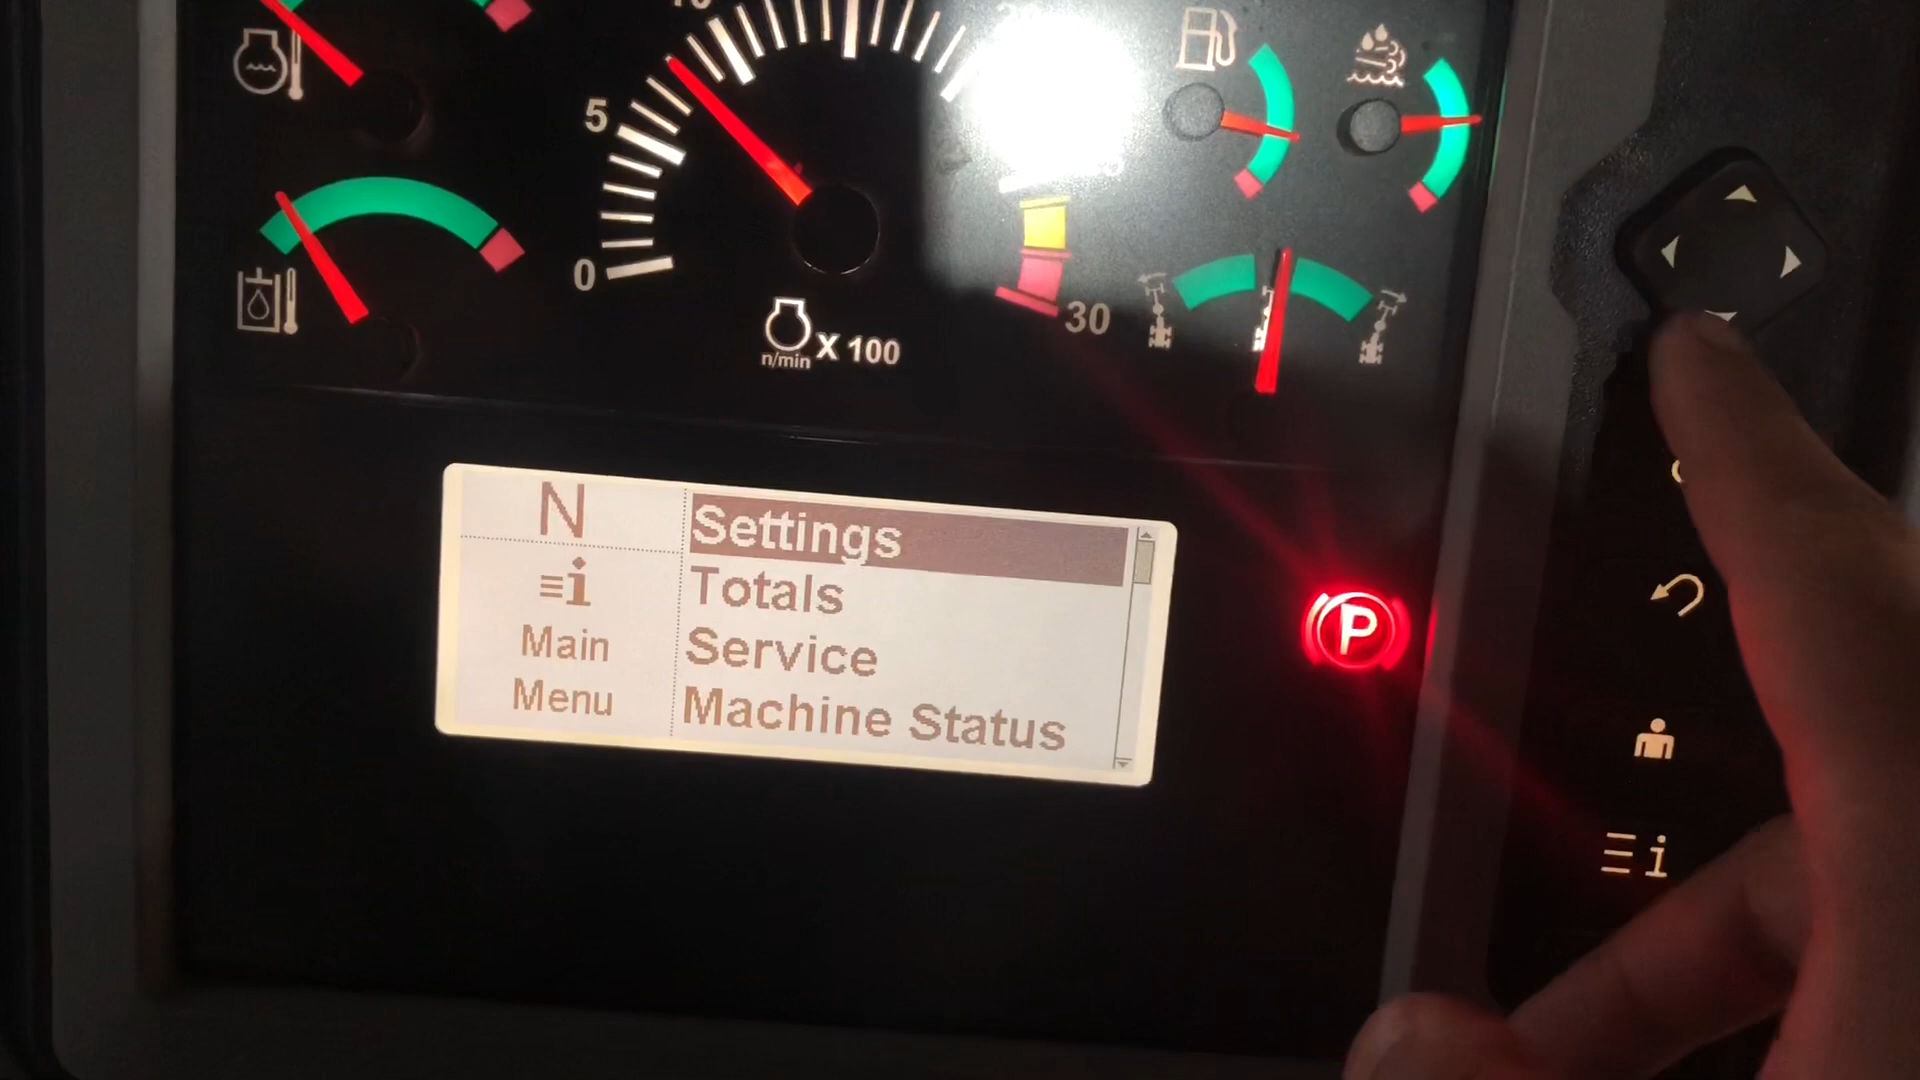 5
0
30
n/min X 100
N
i
Main
Menu
Settings
Totals
Service
Machine Status
P
i